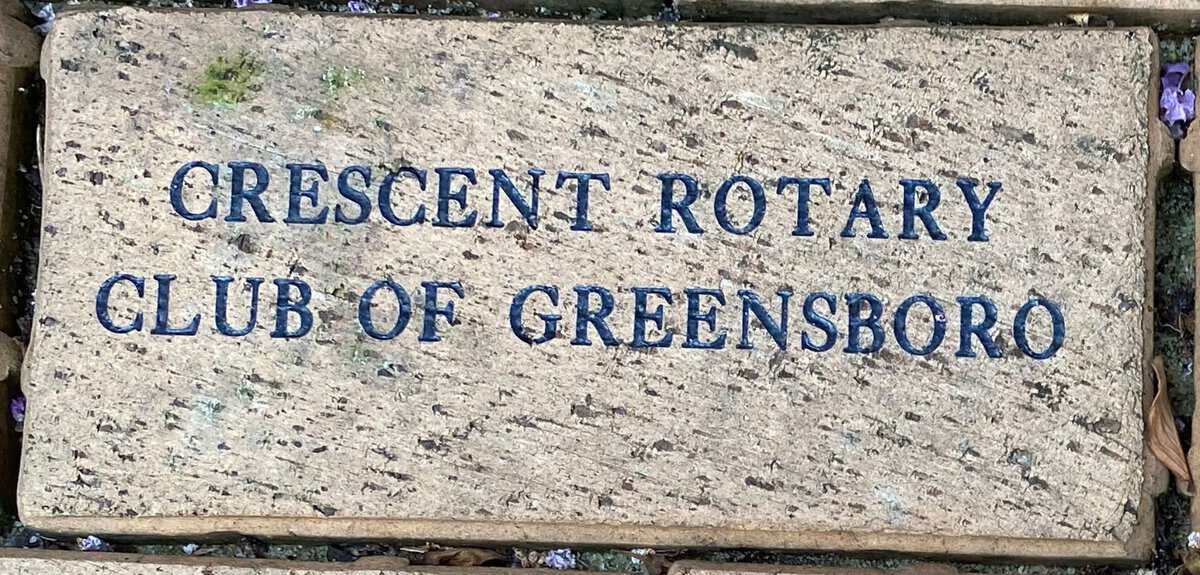 CRESCENT ROTARY
CLUB OF GREENSBORO